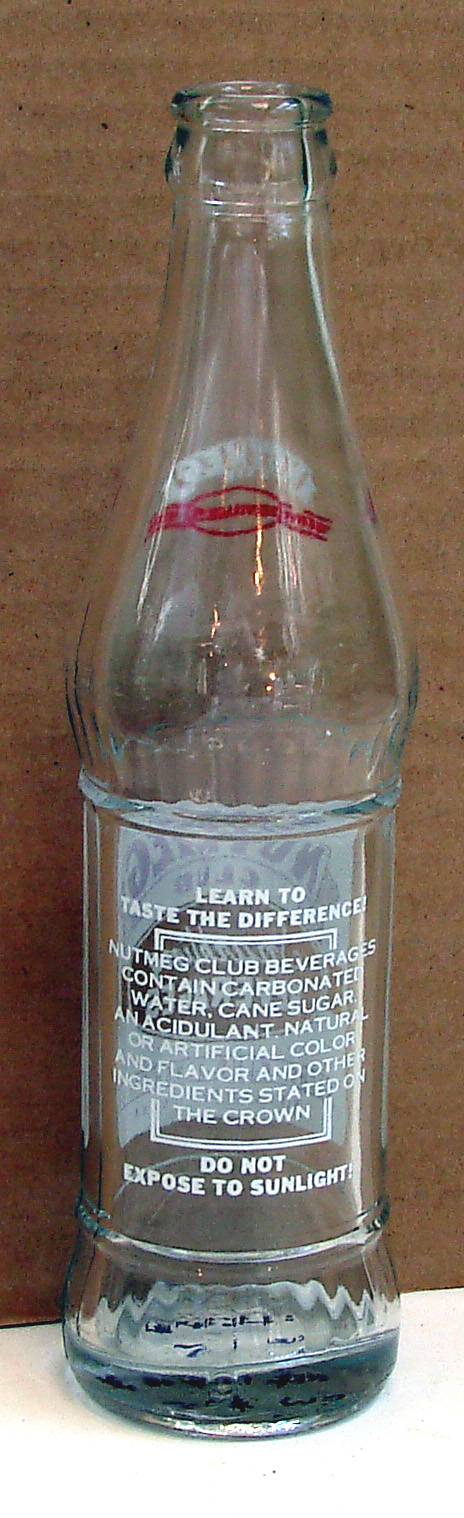 LEARN TO
TASTE THE DIFFERENCE!
NUTMEG CLUB BEVERAGES
CONTAIN CARBONATED
WATER, CANE SUGAR,
AN ACIDULANT. NATURAL
OR ARTIFICIAL COLOR
AND FLAVOR AND OTHER
INGREDIENTS STATED ON
THE CROWN
DO NOT
EXPOSE TO SUNLIGHT!